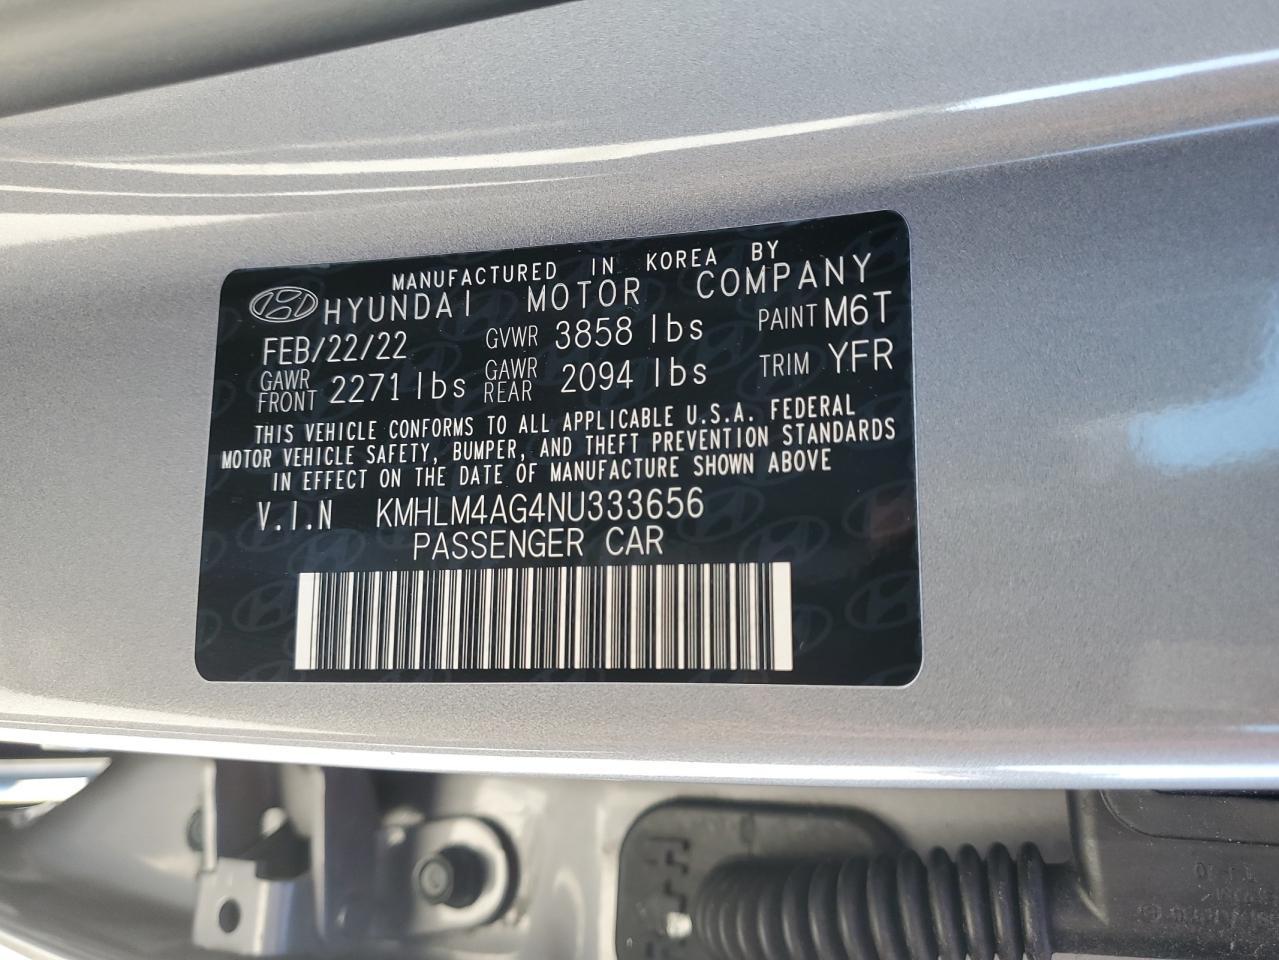 MANUFACTURED IN KOREA BY
HYUNDAI MOTOR COMPANY
FEB/22/22 GVWR 3858 lbs PAINT M6T
GAWR FRONT 2271 lbs GAWR REAR 2094 lbs TRIM YFR
THIS VEHICLE CONFORMS TO ALL APPLICABLE U.S.A. FEDERAL
MOTOR VEHICLE SAFETY, BUMPER, AND THEFT PREVENTION STANDARDS
IN EFFECT ON THE DATE OF MANUFACTURE SHOWN ABOVE
V.I.N KMHLM4AG4NU333656
PASSENGER CAR